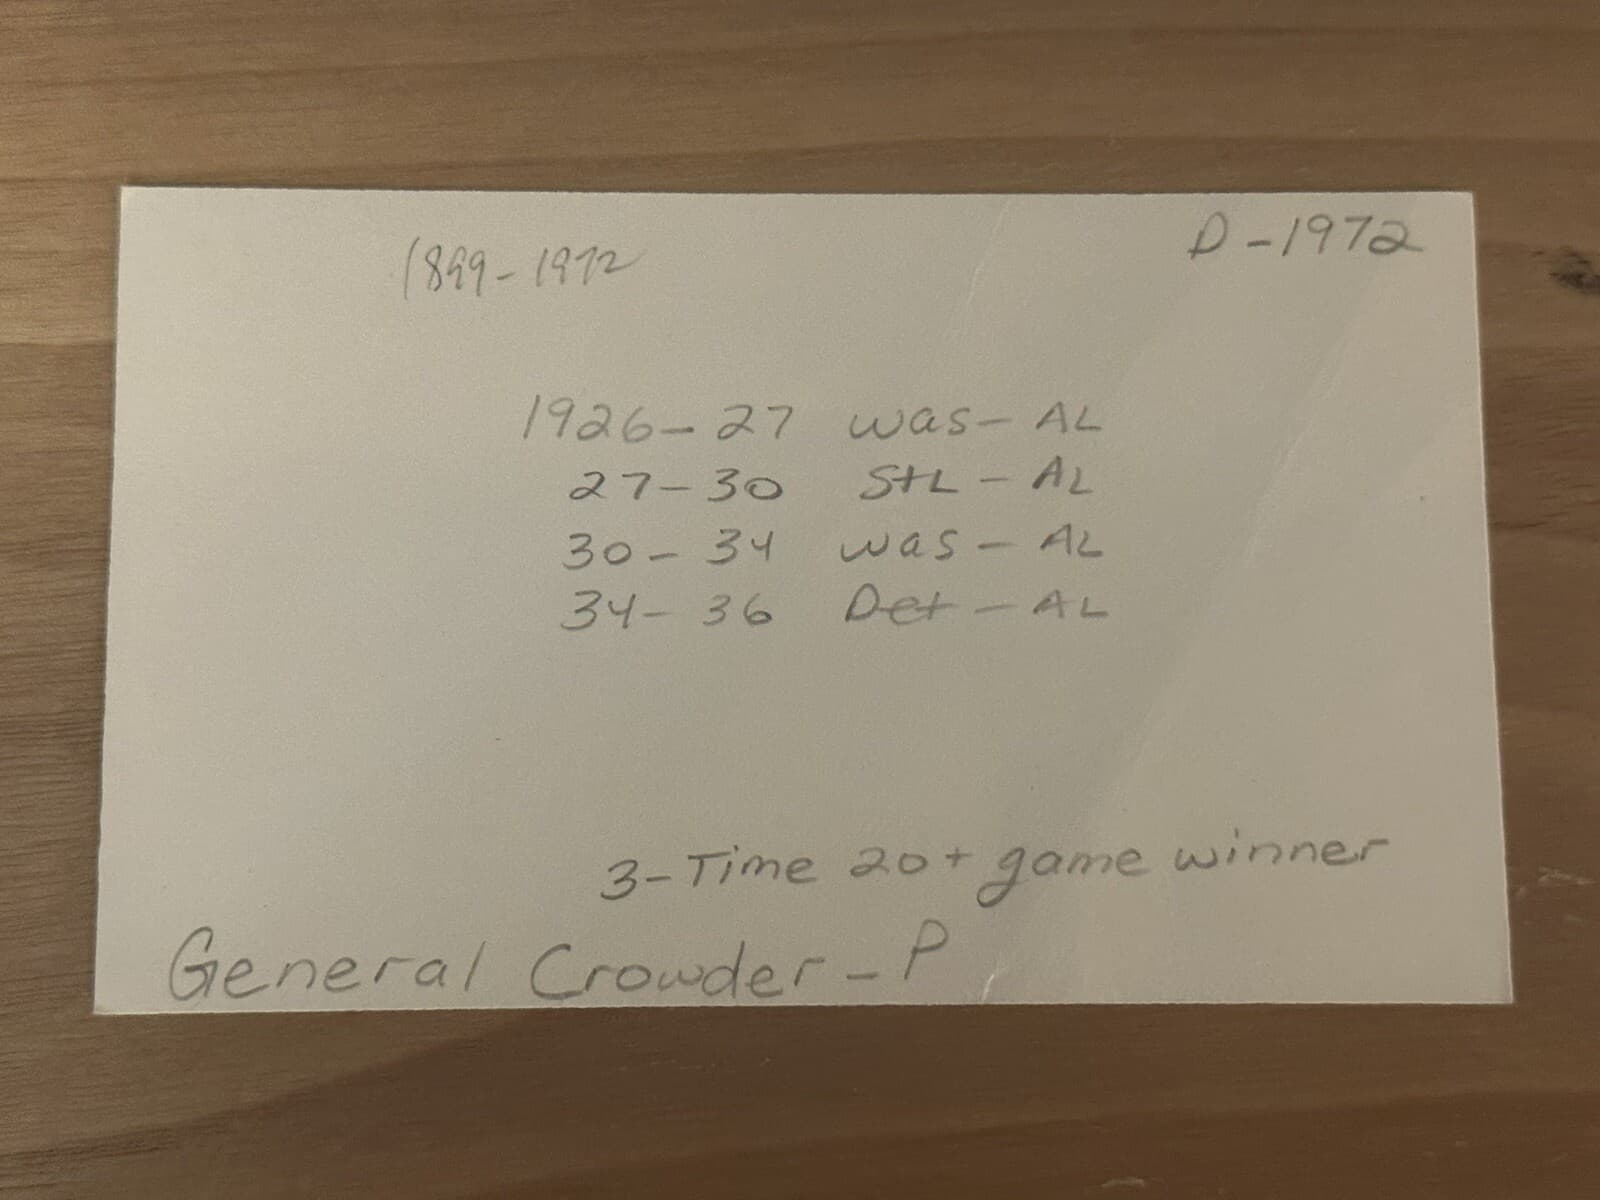 D-1972
1899-1972
1926-27 was-AL
27-30 StL-AL
30-34 was-AL
34-36 Det-AL
3-Time 20+ game winner
General Crowder-P